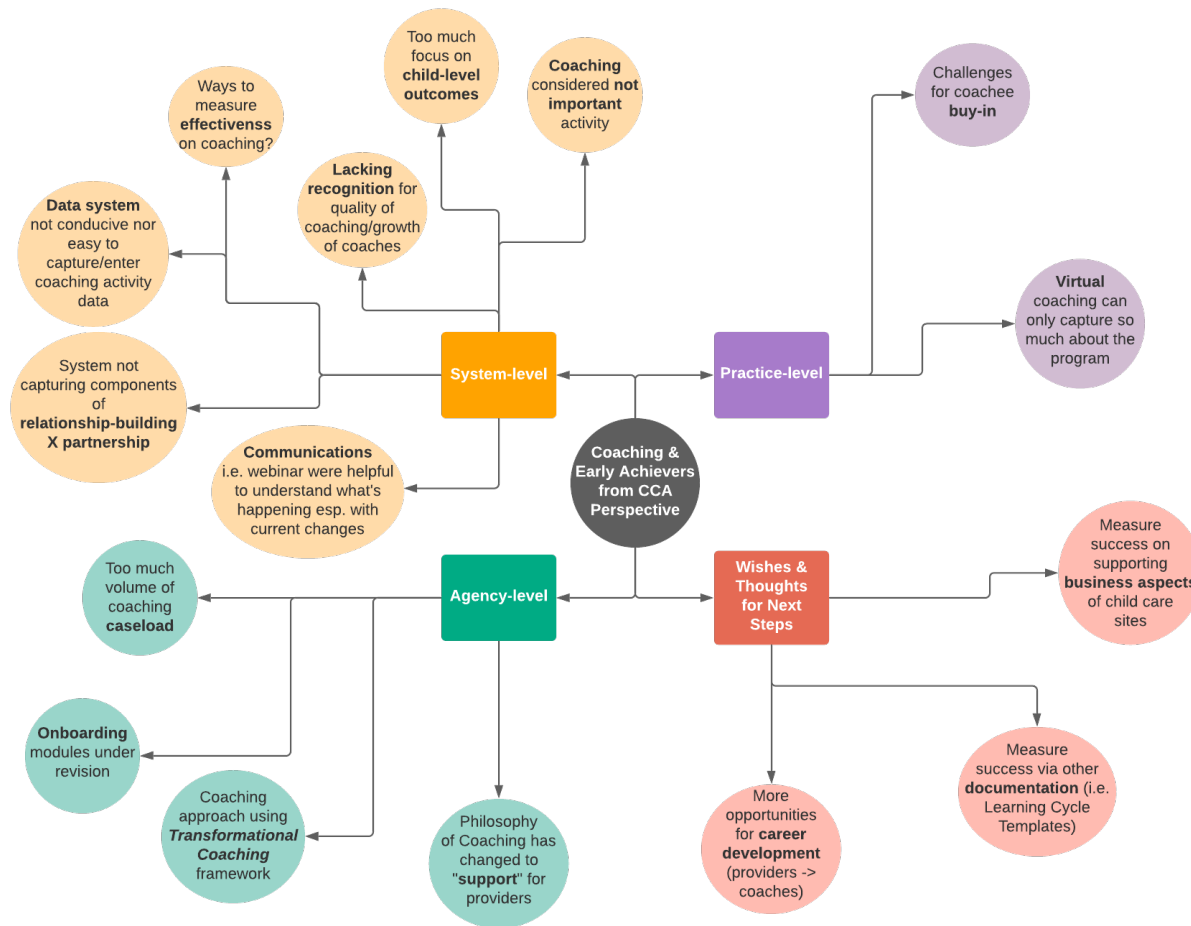 Too much
focus on
child-level
outcomes
Coaching
considered not
important
activity
Ways to
measure
effectivenss
on coaching?
Challenges
for coachee
buy-in
Lacking
recognition for
quality of
coaching/growth
of coaches
Data system
not conducive nor
easy to
capture/enter
coaching activity
data
Virtual
coaching can
only capture so
much about the
program
System not
capturing components
of
relationship-building
X partnership
System-level
Practice-level
Communications
i.e. webinar were helpful
to understand what's
happening esp. with
current changes
Coaching &
Early Achievers
from CCA
Perspective
Too much
volume of
coaching
caseload
Agency-level
Wishes &
Thoughts
for Next
Steps
Measure
success on
supporting
business aspects
of child care
sites
Onboarding
modules under
revision
Coaching
approach using
Transformational
Coaching
framework
Philosophy
of Coaching has
changed to
"support" for
providers
More
opportunities
for career
development
(providers ->
coaches)
Measure
success via other
documentation (i.e.
Learning Cycle
Templates)